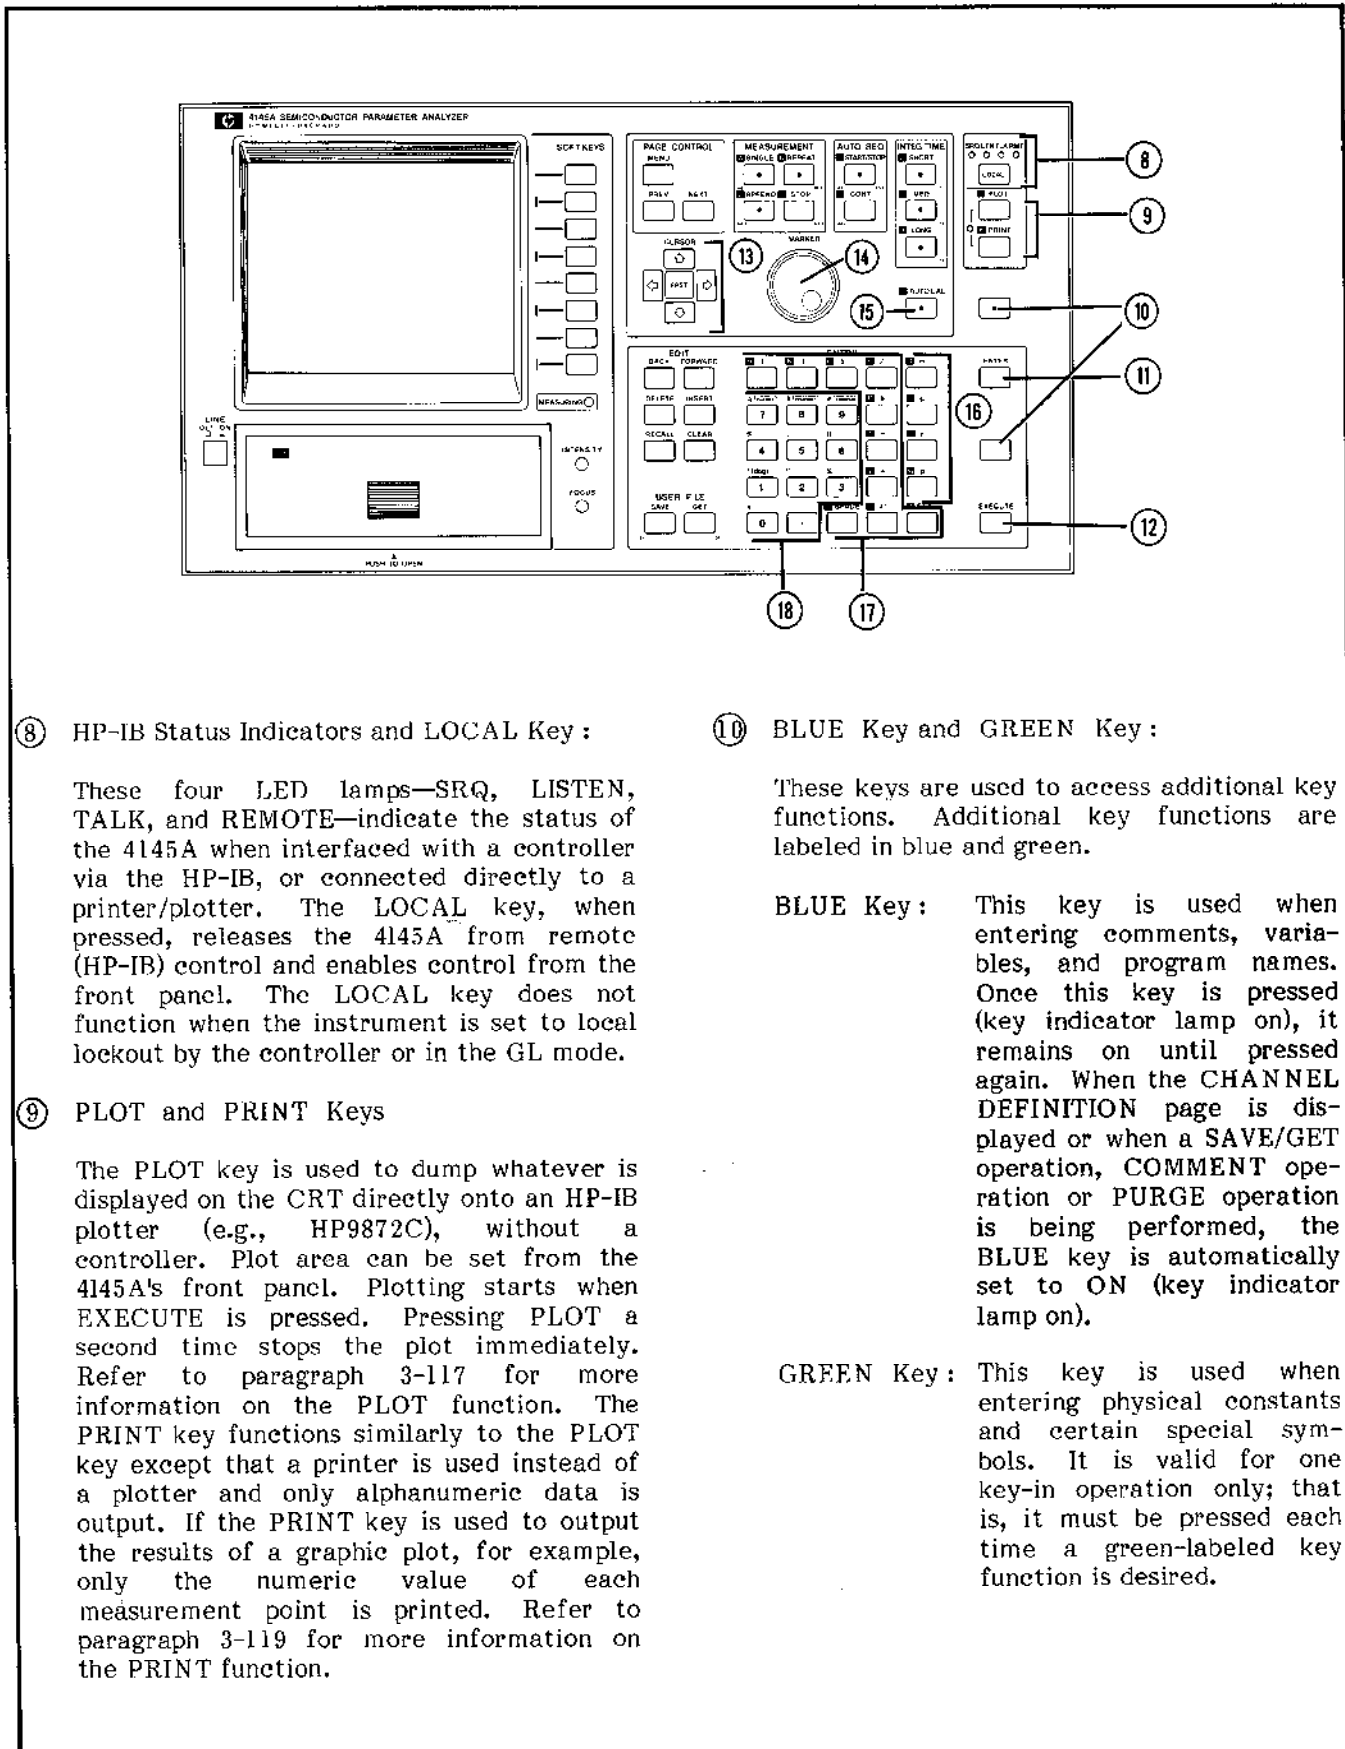 4145A SEMICONDUCTOR PARAMETER ANALYZER
HEWLETT-PACKARD
SOFT KEYS
PAGE CONTROL
MENU
PREV NEXT
MEASUREMENT
SINGLE REPEAT
APPEND STOP
AUTO SEQ
START/STOP
CONT
INTEG TIME
SHORT
MED
LONG
LOCAL
PLOT
PRINT
CURSOR
FAST
MARKER
AUTO CAL
8
9
13
14
15
10
11
16
12
18
17
MEASURING
LINE
OFF ON
INTENSITY
FOCUS
PUSH TO OPEN
EDIT
BACK FORWARD
DELETE INSERT
RECALL CLEAR
USER FILE
SAVE GET
7 8 9
4 5 6
1 2 3
0 .
SPACE
ENTER
EXECUTE
8 HP-IB Status Indicators and LOCAL Key :
These four LED lamps—SRQ, LISTEN,
TALK, and REMOTE—indicate the status of
the 4145A when interfaced with a controller
via the HP-IB, or connected directly to a
printer/plotter. The LOCAL key, when
pressed, releases the 4145A from remote
(HP-IB) control and enables control from the
front panel. The LOCAL key does not
function when the instrument is set to local
lockout by the controller or in the GL mode.
9 PLOT and PRINT Keys
The PLOT key is used to dump whatever is
displayed on the CRT directly onto an HP-IB
plotter (e.g., HP9872C), without a
controller. Plot area can be set from the
4145A's front panel. Plotting starts when
EXECUTE is pressed. Pressing PLOT a
second time stops the plot immediately.
Refer to paragraph 3-117 for more
information on the PLOT function. The
PRINT key functions similarly to the PLOT
key except that a printer is used instead of
a plotter and only alphanumeric data is
output. If the PRINT key is used to output
the results of a graphic plot, for example,
only the numeric value of each
measurement point is printed. Refer to
paragraph 3-119 for more information on
the PRINT function.
10 BLUE Key and GREEN Key :
These keys are used to access additional key
functions. Additional key functions are
labeled in blue and green.
BLUE Key : This key is used when
entering comments, varia-
bles, and program names.
Once this key is pressed
(key indicator lamp on), it
remains on until pressed
again. When the CHANNEL
DEFINITION page is dis-
played or when a SAVE/GET
operation, COMMENT ope-
ration or PURGE operation
is being performed, the
BLUE key is automatically
set to ON (key indicator
lamp on).
GREEN Key : This key is used when
entering physical constants
and certain special sym-
bols. It is valid for one
key-in operation only; that
is, it must be pressed each
time a green-labeled key
function is desired.